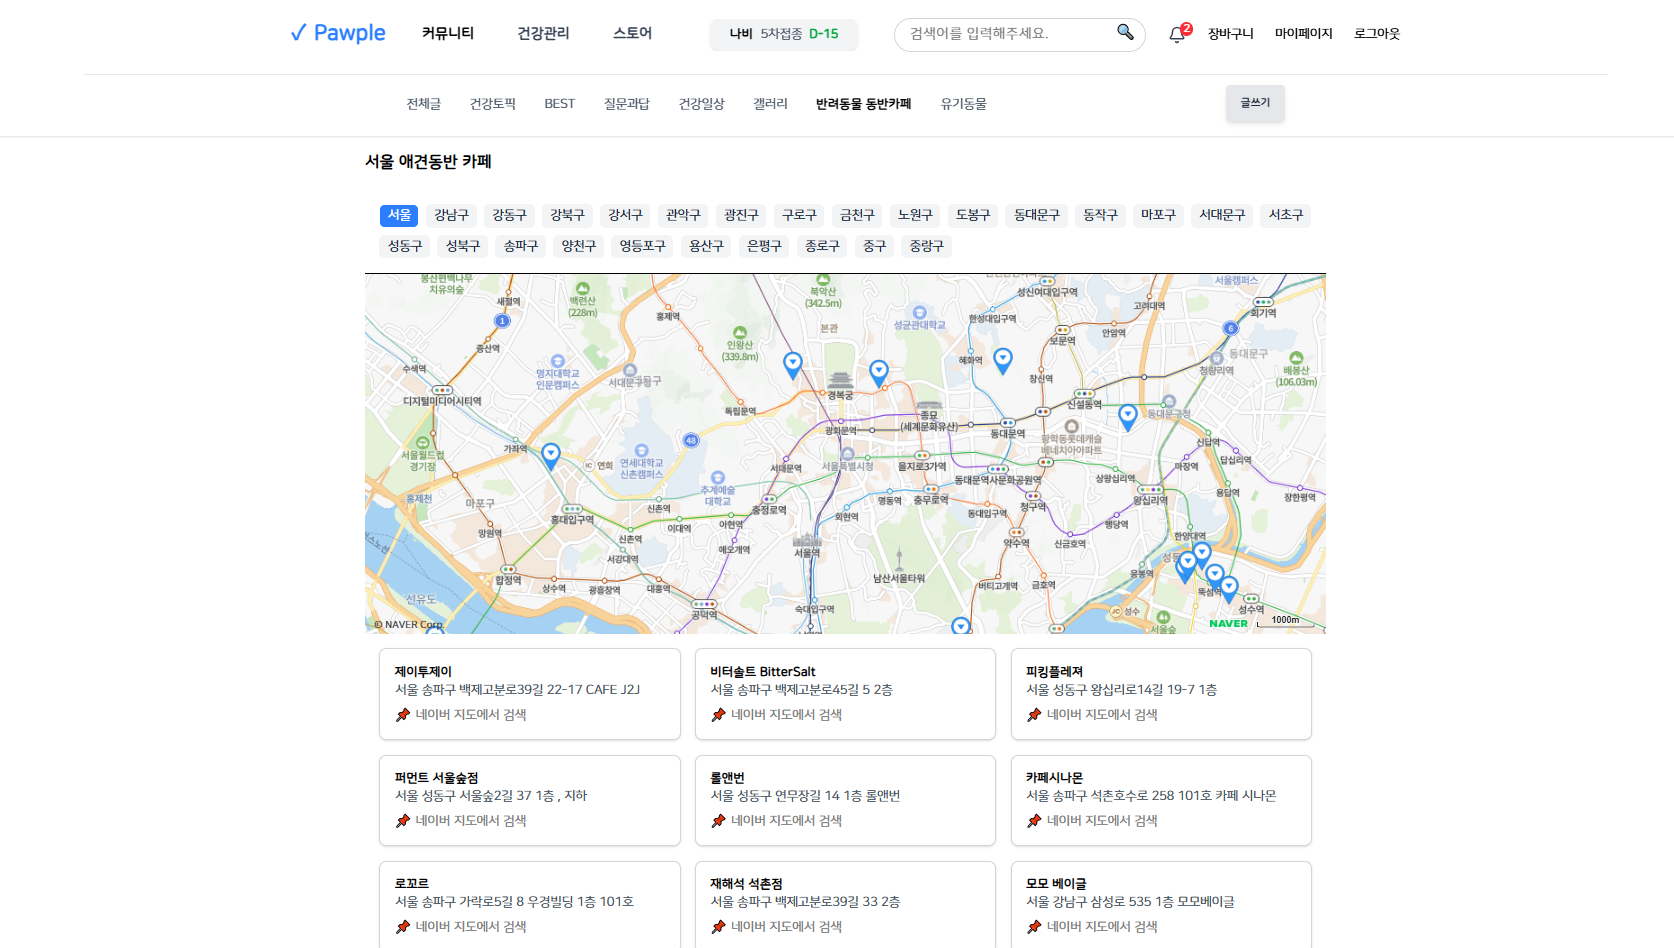 ✓ Pawple
커뮤니티
건강관리
스토어
나비 5차접종 D-15
검색어를 입력해주세요.
2
장바구니
마이페이지
로그아웃
전체글
건강토픽
BEST
질문과답
건강일상
갤러리
반려동물 동반카페
유기동물
글쓰기
서울 애견동반 카페
서울 강남구 강동구 강북구 강서구 관악구 광진구 구로구 금천구 노원구 도봉구 동대문구 동작구 마포구 서대문구 서초구
성동구 성북구 송파구 양천구 영등포구 용산구 은평구 종로구 중구 중랑구
봉산편백나무
치유의숲
새절역
백련산
(228m)
홍제역
북악산
(342.5m)
성신여대입구역
서울캠퍼스
고려대역
회기역
1
증산역
인왕산
(339.8m)
본관
성균관대학교
한성대입구역
보문역
안암역
6
수색역
명지대학교
인문캠퍼스
서대문구청구
혜화역
창신역
청량리역
동대문구
배봉산
(106.03m)
디지털미디어시티역
독립문역
경복궁
종묘
(세계문화유산)
신설동역
동대문구청
서울월드컵
경기장
가좌역
48
광화문역
동대문역
황학동롯데캐슬
베네치아아파트
신답역
IC 연희
연세대학교
신촌캠퍼스
서대문역
서울특별시청
을지로3가역
동대문역사문화공원역
상왕십리역
마장역
답십리역
홍제천
마포구
추계예술
대학교
신촌역
충정로역
명동역
충무로역
청구역
왕십리역
용답역
장한평역
망원역
홍대입구역
신촌역
이대역
아현역
회현역
동대입구역
행당역
서강대역
애오개역
서울역
약수역
신금호역
한양대역
합정역
상수역
광흥창역
대흥역
남산서울타워
버티고개역
금호역
응봉역
뚝섬역
선유도
공덕역
숙대입구역
JC 성수
성수역
서울숲
© NAVER Corp.
NAVER
1000m
제이투제이
서울 송파구 백제고분로39길 22-17 CAFE J2J
📌 네이버 지도에서 검색
비터솔트 BitterSalt
서울 송파구 백제고분로45길 5 2층
📌 네이버 지도에서 검색
피킹플레져
서울 성동구 왕십리로14길 19-7 1층
📌 네이버 지도에서 검색
퍼먼트 서울숲점
서울 성동구 서울숲2길 37 1층 , 지하
📌 네이버 지도에서 검색
롤앤번
서울 성동구 연무장길 14 1층 롤앤번
📌 네이버 지도에서 검색
카페시나몬
서울 송파구 석촌호수로 258 101호 카페 시나몬
📌 네이버 지도에서 검색
로꼬르
서울 송파구 가락로5길 8 우경빌딩 1층 101호
📌 네이버 지도에서 검색
재해석 석촌점
서울 송파구 백제고분로39길 33 2층
📌 네이버 지도에서 검색
모모 베이글
서울 강남구 삼성로 535 1층 모모베이글
📌 네이버 지도에서 검색